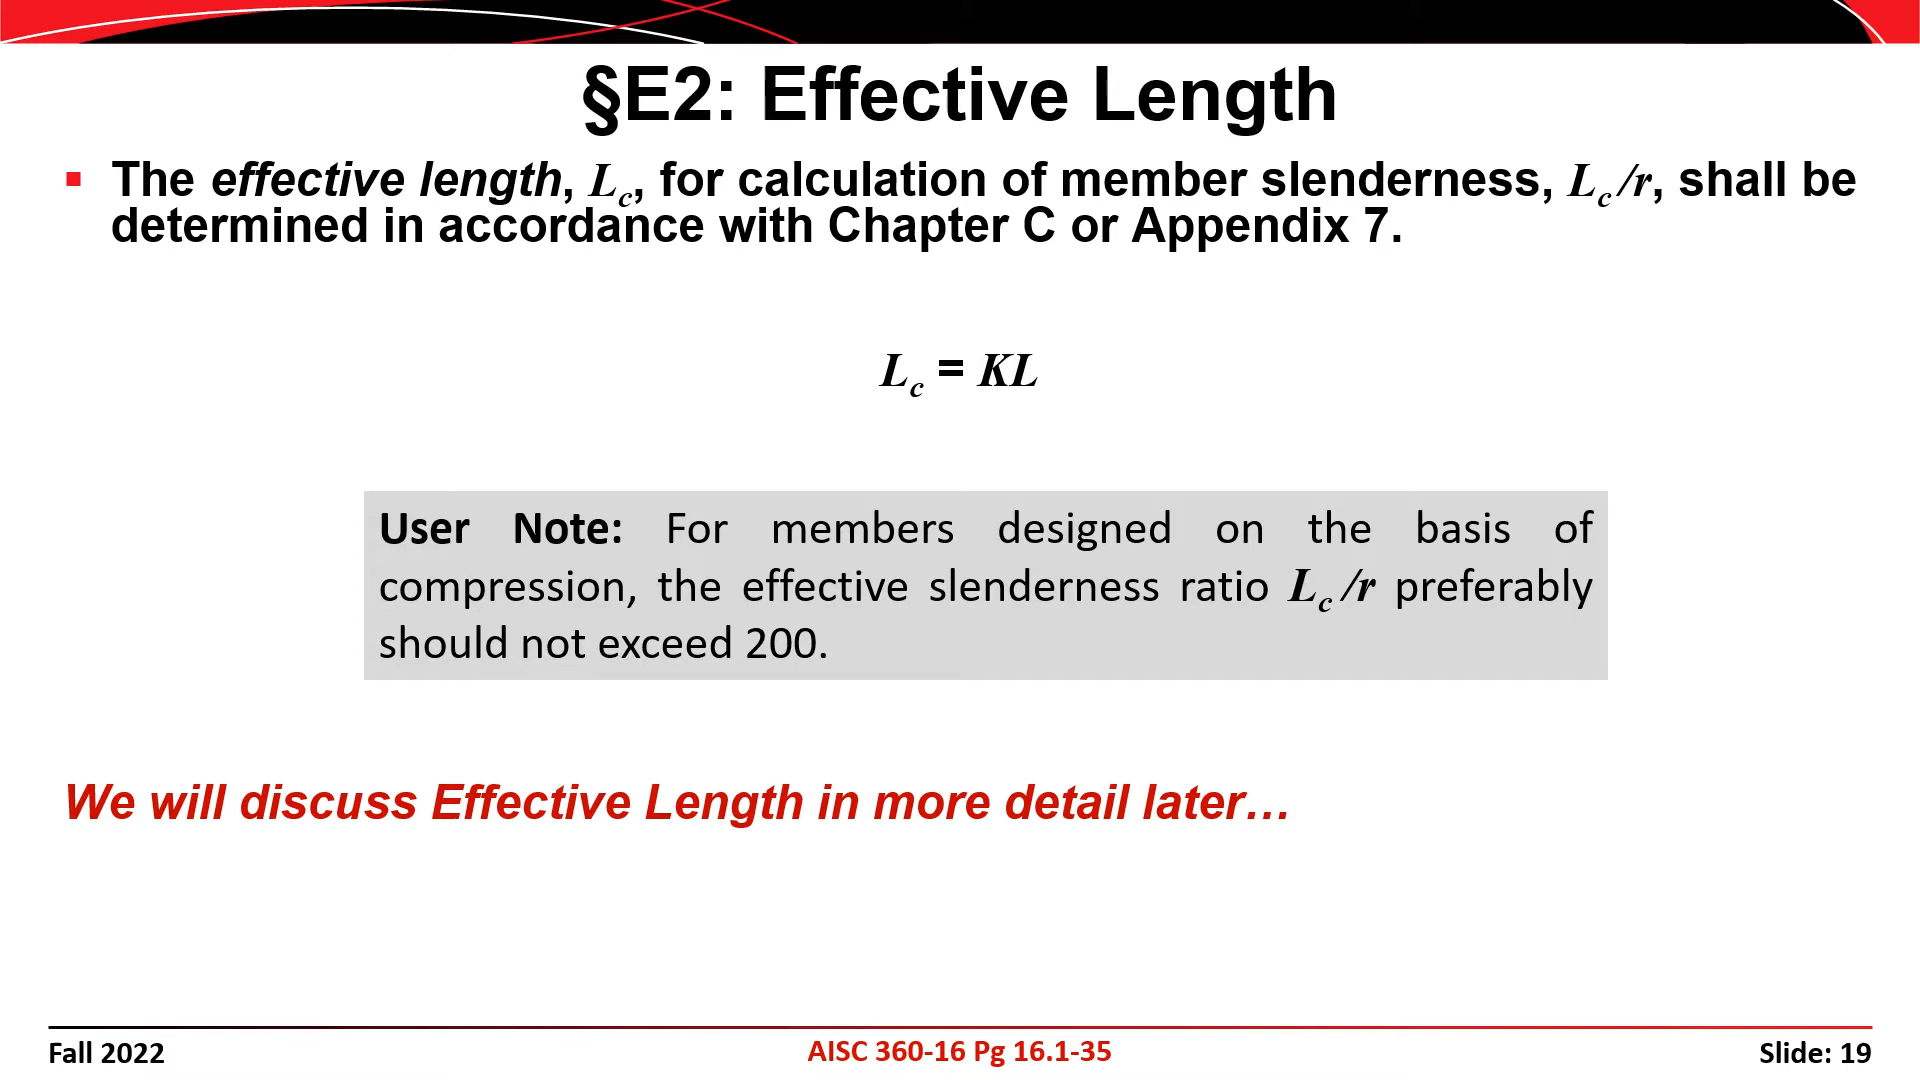 §E2: Effective Length
▪ The effective length, Lc, for calculation of member slenderness, Lc/r, shall be
determined in accordance with Chapter C or Appendix 7.
Lc = KL
User Note: For members designed on the basis of
compression, the effective slenderness ratio Lc/r preferably
should not exceed 200.
We will discuss Effective Length in more detail later…
Fall 2022
AISC 360-16 Pg 16.1-35
Slide: 19